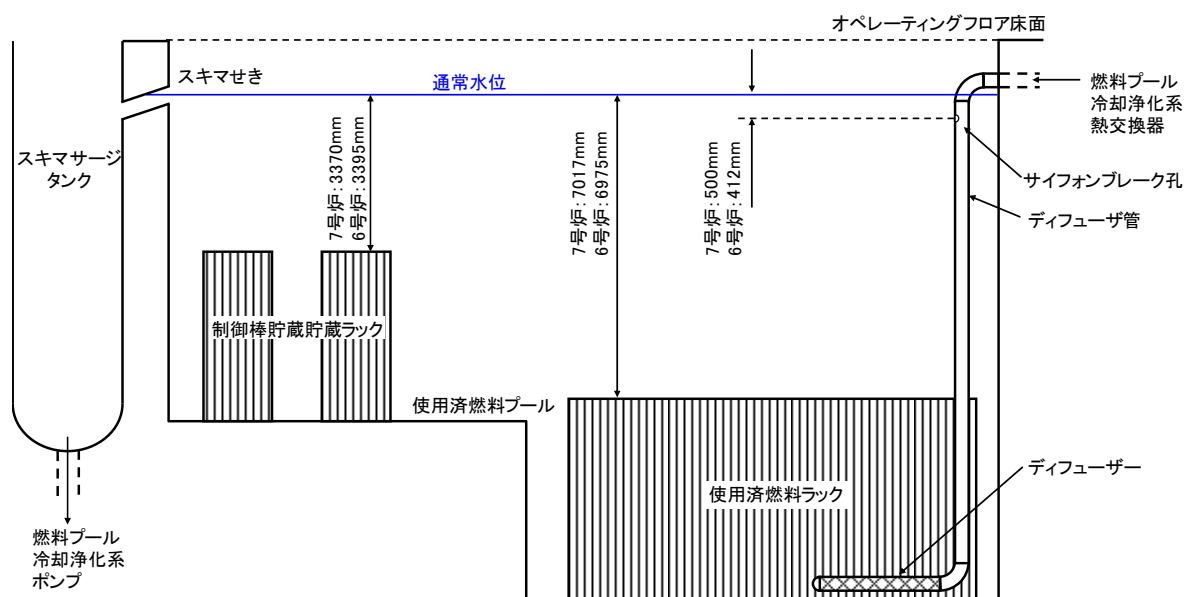 オペレーティングフロア床面
スキマせき
通常水位
燃料プール
冷却浄化系
熱交換器
スキマサージ
タンク
7号炉：3370mm
6号炉：3395mm
7号炉：7017mm
6号炉：6975mm
7号炉：500mm
6号炉：412mm
サイフォンブレーク孔
ディフューザ管
制御棒貯蔵貯蔵ラック
使用済燃料プール
ディフューザー
使用済燃料ラック
燃料プール
冷却浄化系
ポンプ